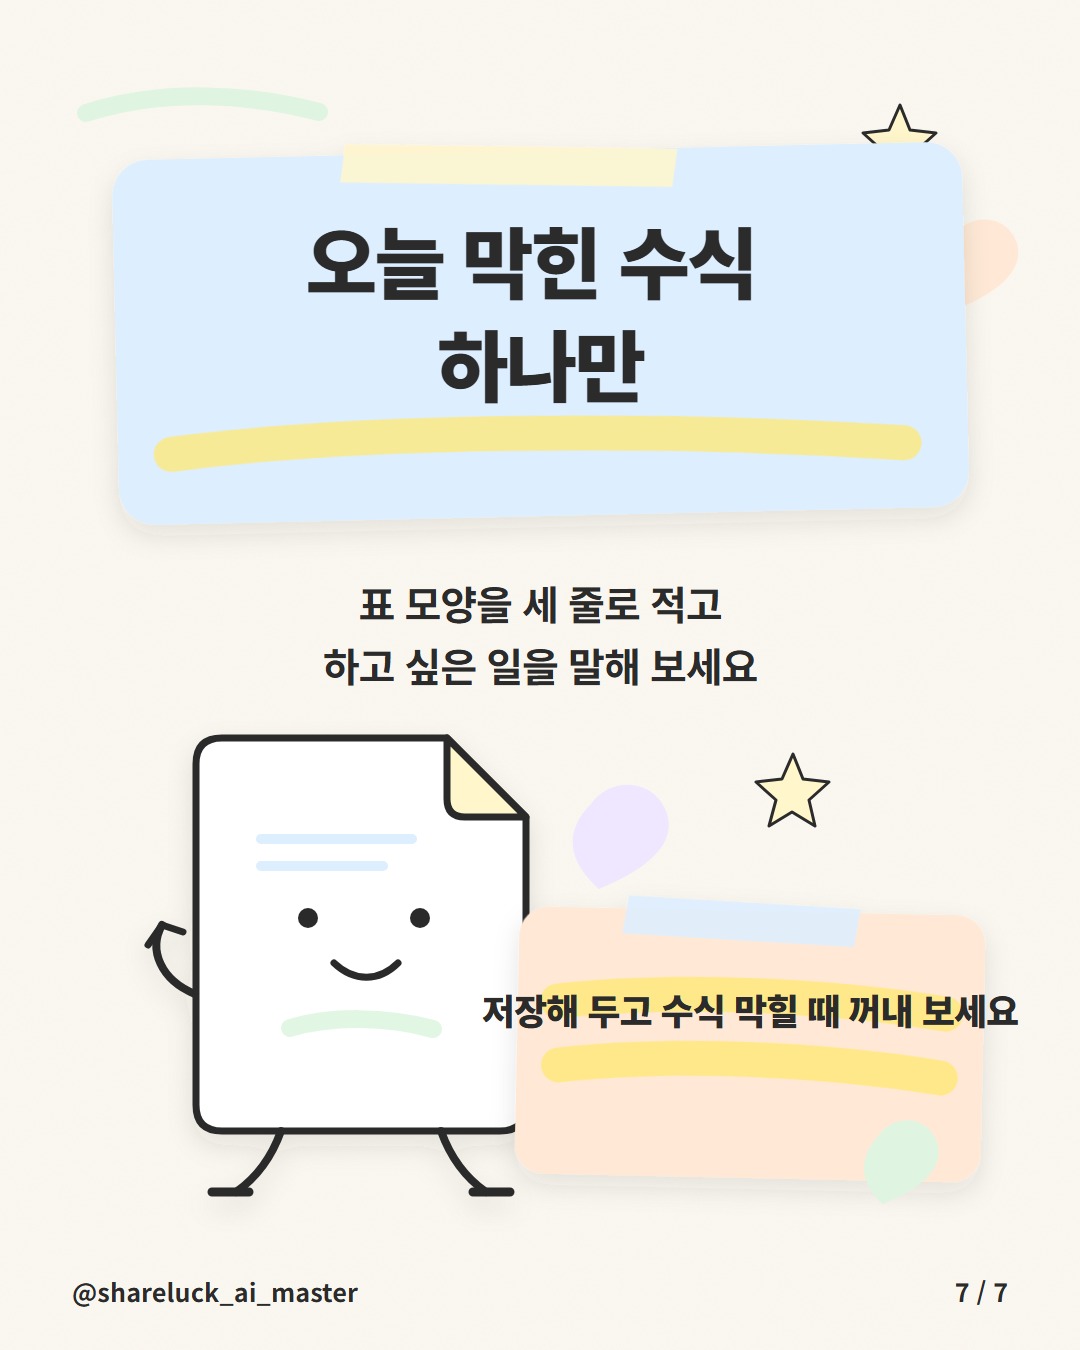 오늘 막힌 수식
하나만
표 모양을 세 줄로 적고
하고 싶은 일을 말해 보세요
저장해 두고 수식 막힐 때 꺼내 보세요
@shareluck_ai_master
7 / 7